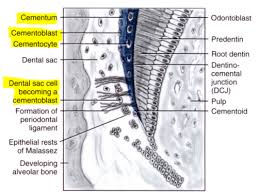 Cementum
Cementoblast
Cementocyte
Dental sac
Dental sac cell
becoming a
cementoblast
Formation of
periodontal
ligament
Epithelial rests
of Malassez
Developing
alveolar bone
Odontoblast
Predentin
Root dentin
Dentino-
cemental
junction
(DCJ)
Pulp
Cementoid